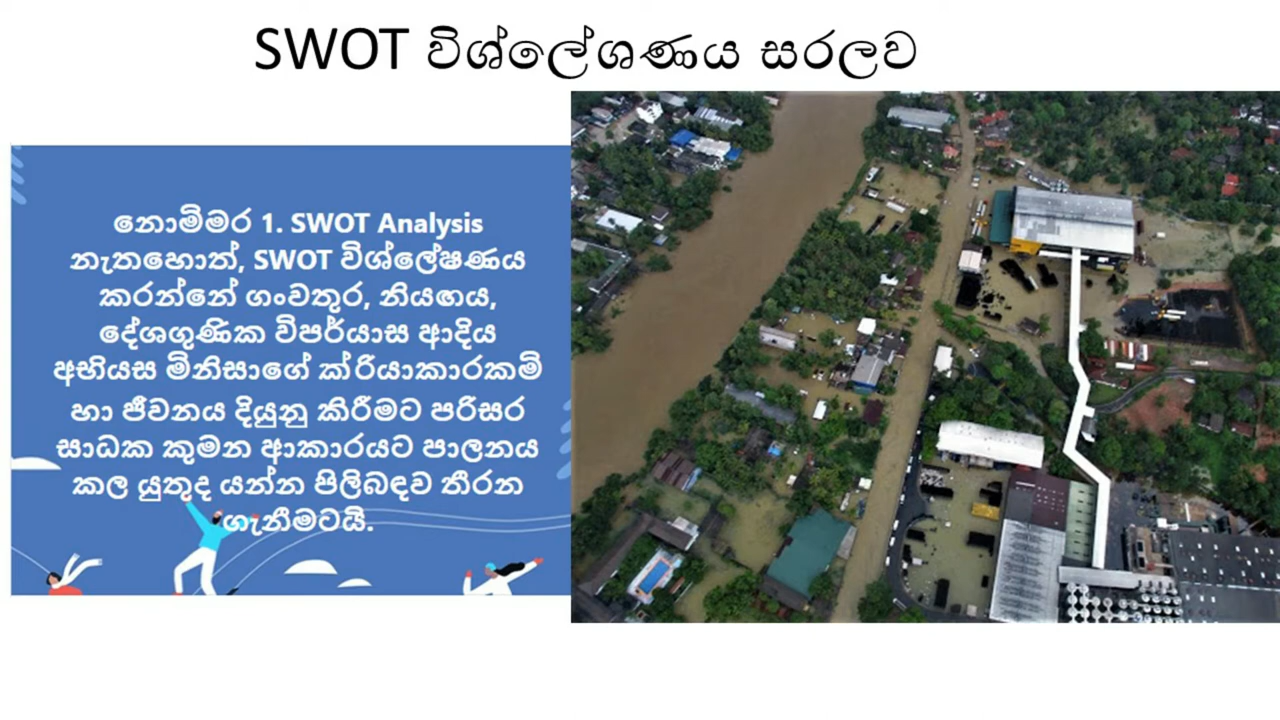 SWOT විශ්ලේශණය සරලව
නොමිමර 1. SWOT Analysis
නැතහොත්, SWOT විශ්ලේෂණය
කරන්නේ ගංවතුර, නියඟය,
දේශගුණික විපර්යාස ආදිය
අභියස මිනිසාගේ ක්රියාකාරකම්
හා ජීවනය දියුනු කිරීමට පරිසර
සාධක කුමන ආකාරයට පාලනය
කල යුතුද යන්න පිලිබඳව තීරන
ගැනීමටයි.